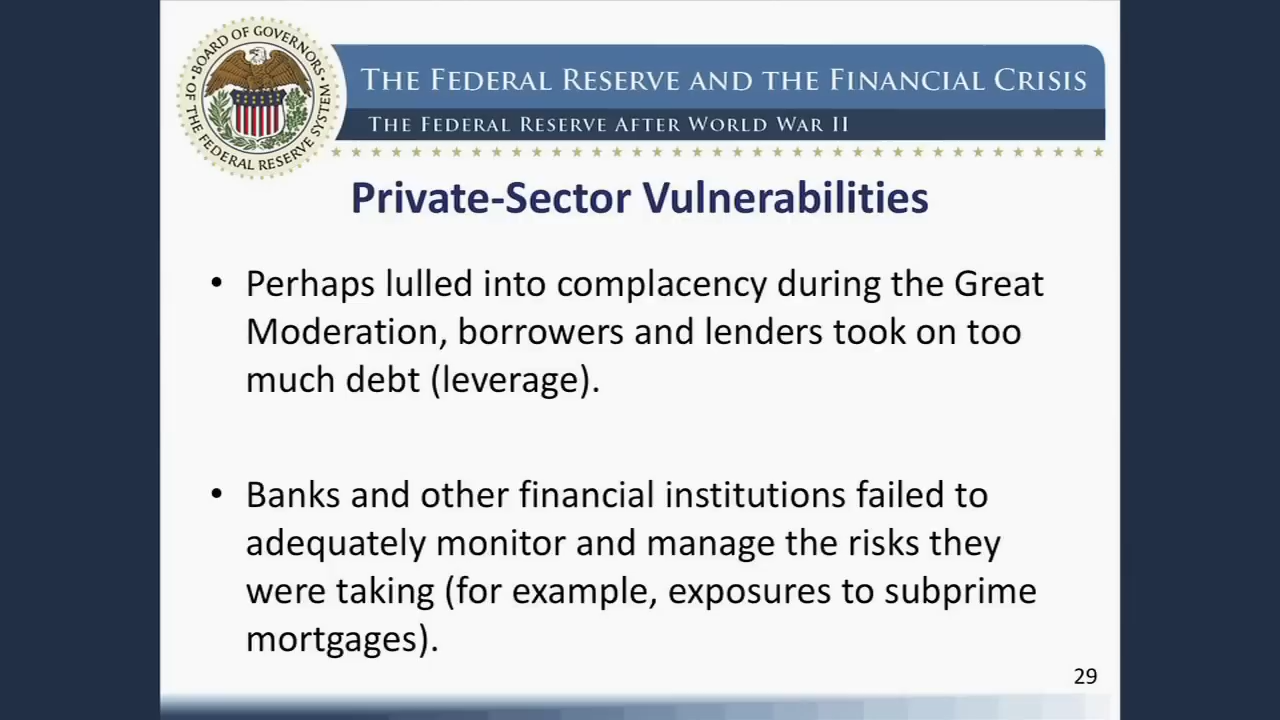 BOARD OF GOVERNORS
OF THE FEDERAL RESERVE SYSTEM
THE FEDERAL RESERVE AND THE FINANCIAL CRISIS
THE FEDERAL RESERVE AFTER WORLD WAR II
Private-Sector Vulnerabilities
• Perhaps lulled into complacency during the Great
Moderation, borrowers and lenders took on too
much debt (leverage).
• Banks and other financial institutions failed to
adequately monitor and manage the risks they
were taking (for example, exposures to subprime
mortgages).
29